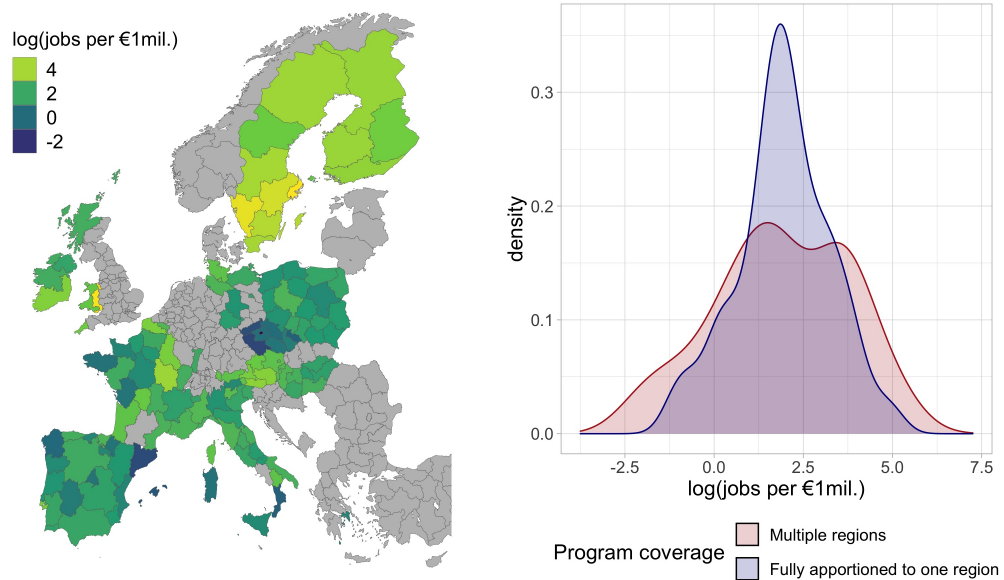 log(jobs per €1mil.)
4
2
0
-2
density
0.3
0.2
0.1
0.0
-2.5 0.0 2.5 5.0 7.5
log(jobs per €1mil.)
Program coverage
Multiple regions
Fully apportioned to one region